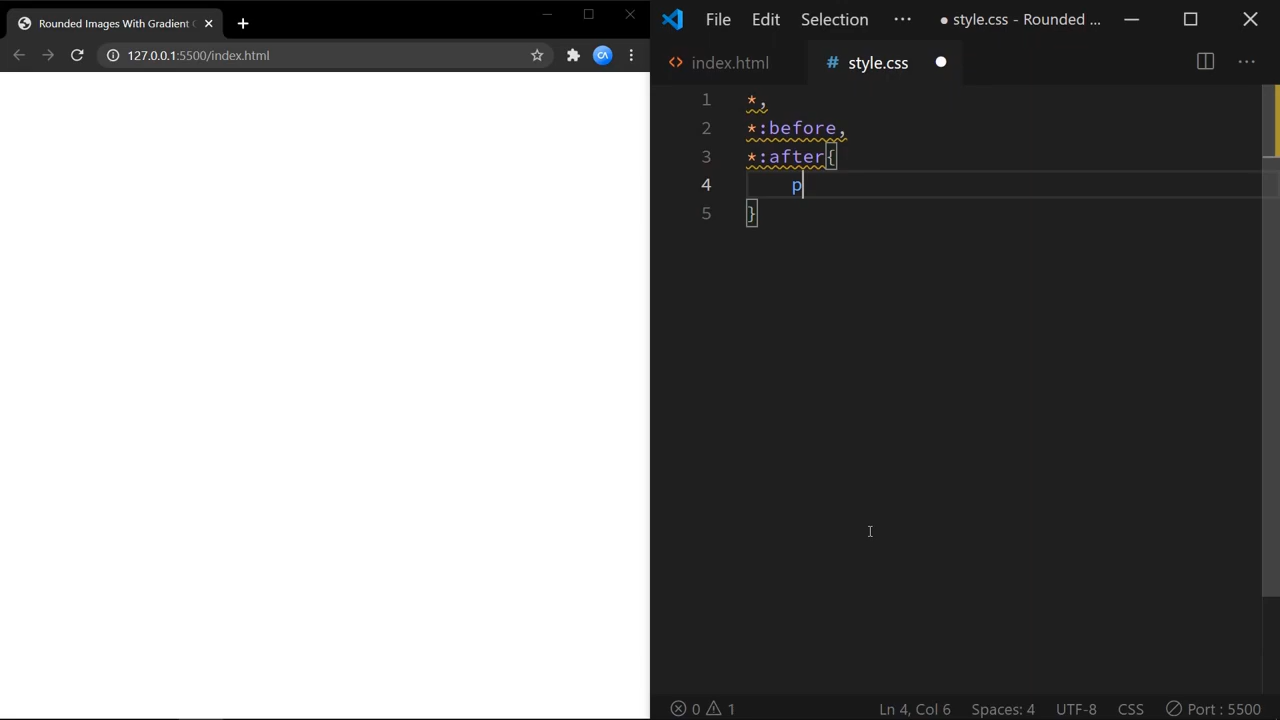 Rounded Images With Gradient
127.0.0.1:5500/index.html
File Edit Selection ··· ● style.css - Rounded ...
<> index.html
# style.css ●
1 *,
2 *:before,
3 *:after{
4 p
5 }
0 1
Ln 4, Col 6 Spaces: 4 UTF-8 CSS Port : 5500